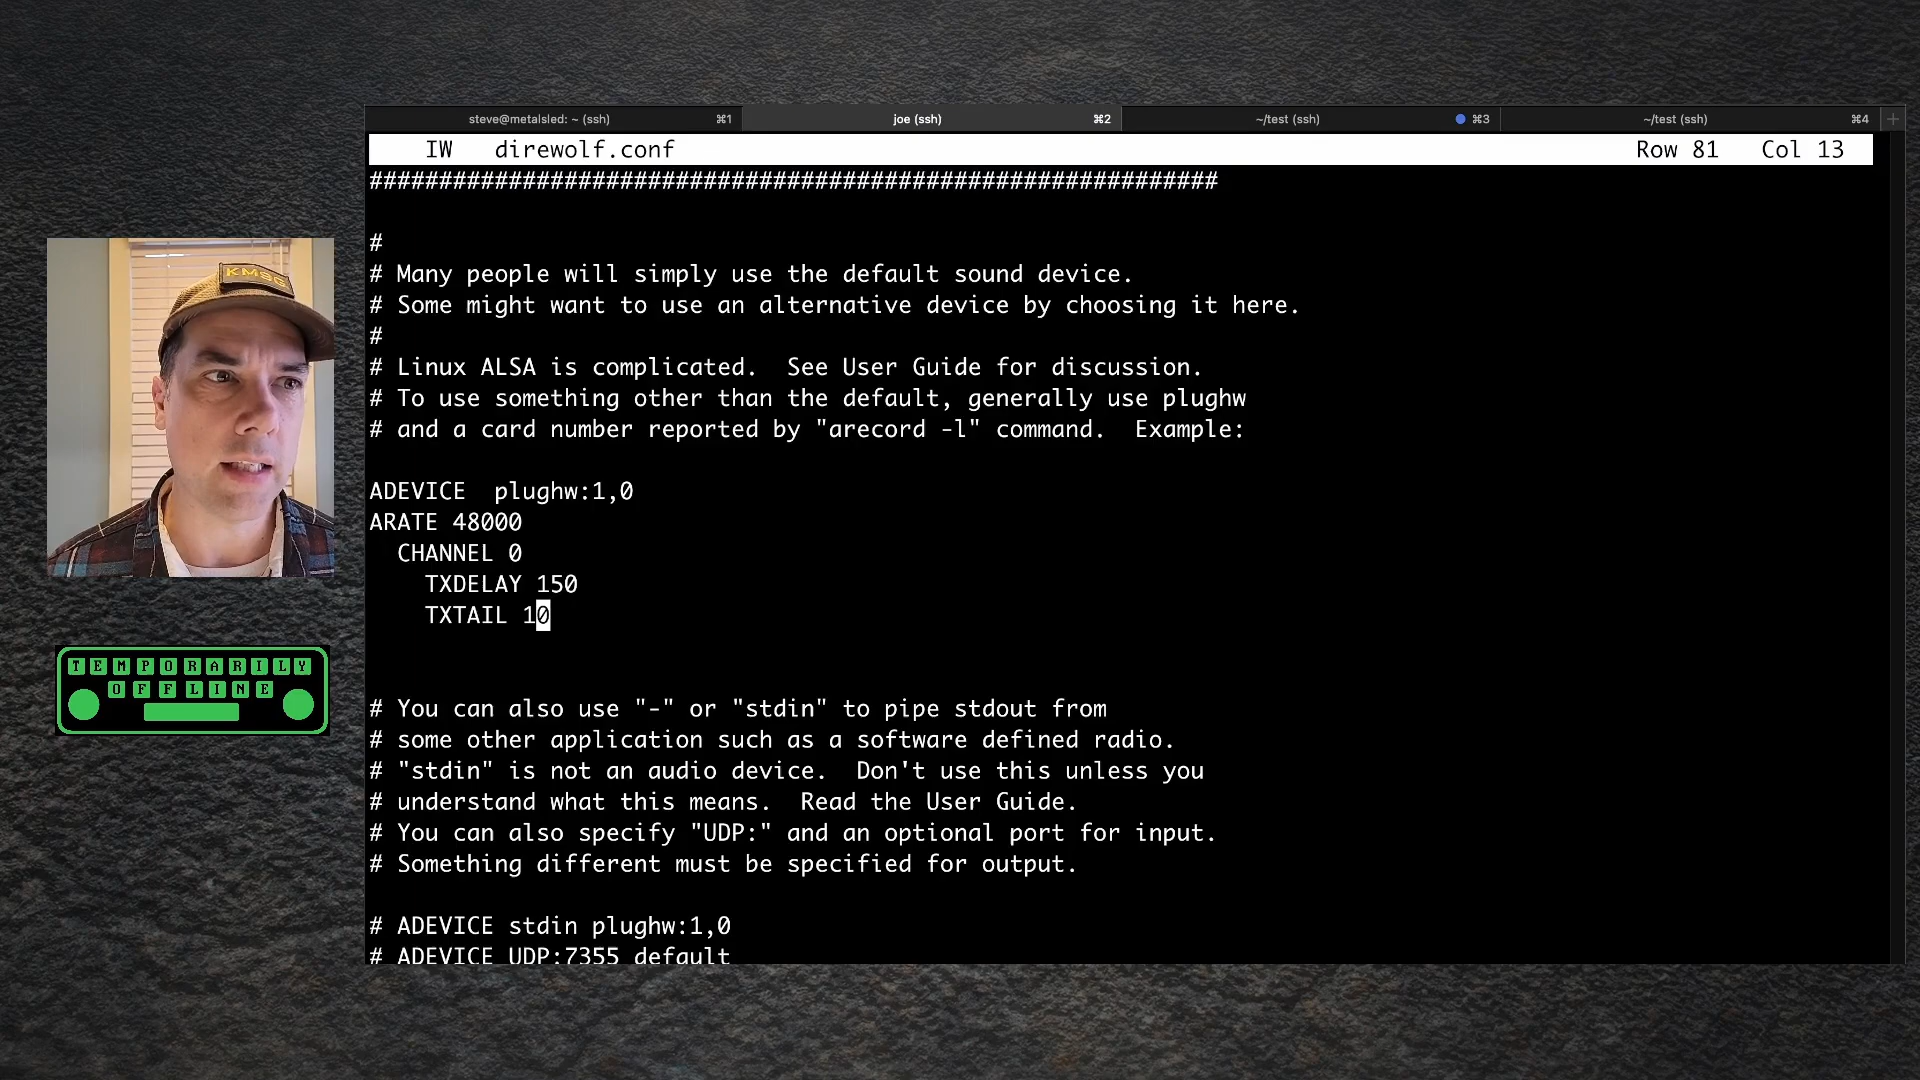 steve@metalsled: ~ (ssh) ⌘1 joe (ssh) ⌘2 ~/test (ssh) ⌘3 ~/test (ssh) ⌘4 +
IW direwolf.conf Row 81 Col 13
#############################################################
#
# Many people will simply use the default sound device.
# Some might want to use an alternative device by choosing it here.
#
# Linux ALSA is complicated.  See User Guide for discussion.
# To use something other than the default, generally use plughw
# and a card number reported by "arecord -l" command.  Example:
ADEVICE  plughw:1,0
ARATE 48000
CHANNEL 0
TXDELAY 150
TXTAIL 10
# You can also use "-" or "stdin" to pipe stdout from
# some other application such as a software defined radio.
# "stdin" is not an audio device.  Don't use this unless you
# understand what this means.  Read the User Guide.
# You can also specify "UDP:" and an optional port for input.
# Something different must be specified for output.
# ADEVICE stdin plughw:1,0
# ADEVICE UDP:7355 default
TEMPORARILY
OFFLINE